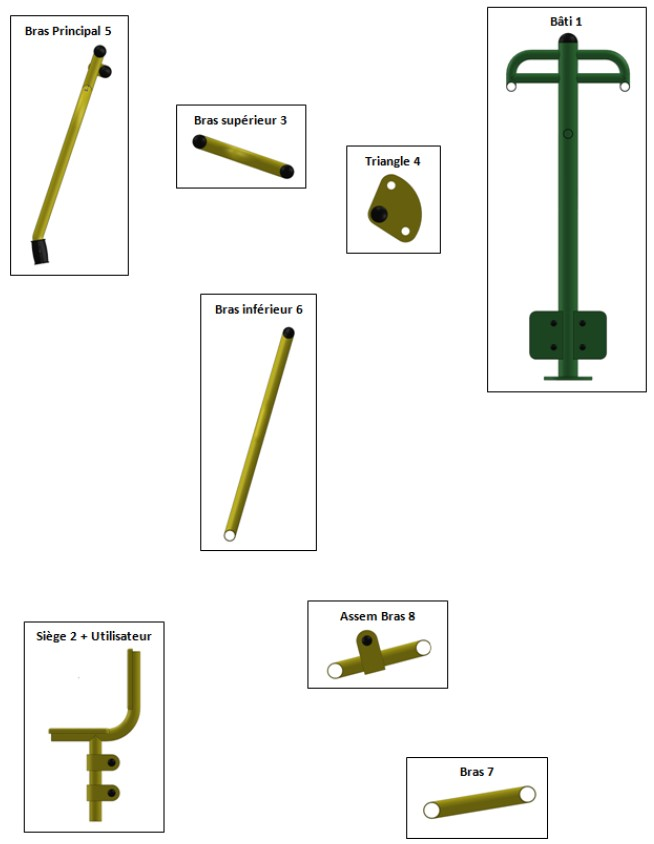 Bras Principal 5
Bâti 1
Bras supérieur 3
Triangle 4
Bras inférieur 6
Assem Bras 8
Siège 2 + Utilisateur
Bras 7